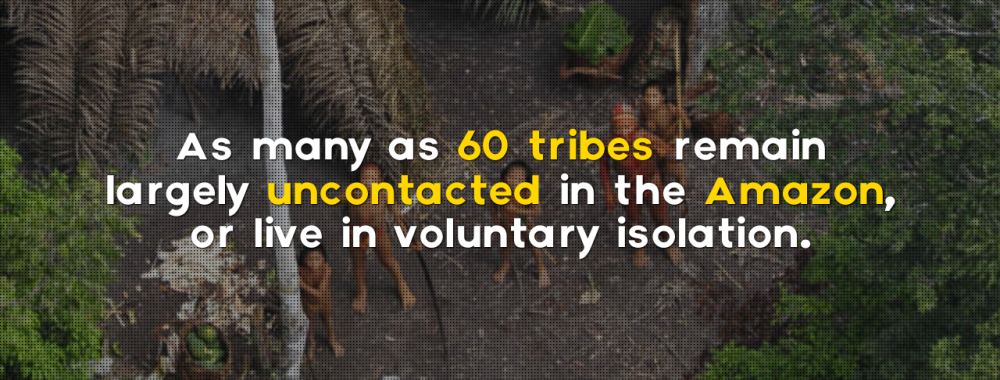 As many as 60 tribes remain
largely uncontacted in the Amazon,
or live in voluntary isolation.